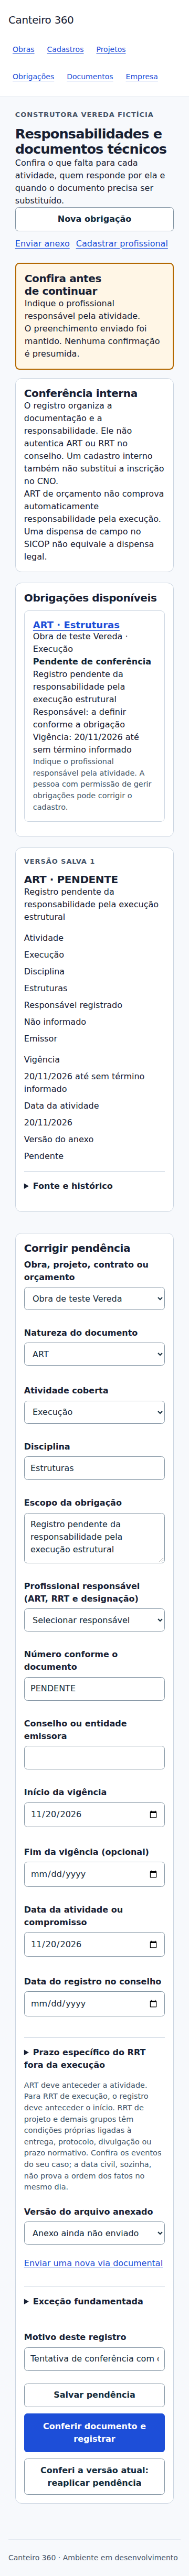 Canteiro 360
Obras Cadastros Projetos
Obrigações Documentos Empresa
CONSTRUTORA VEREDA FICTÍCIA
Responsabilidades e
documentos técnicos
Confira o que falta para cada
atividade, quem responde por ela e
quando o documento precisa ser
substituído.
Nova obrigação
Enviar anexo Cadastrar profissional
Confira antes
de continuar
Indique o profissional
responsável pela atividade.
O preenchimento enviado foi
mantido. Nenhuma confirmação
é presumida.
Conferência interna
O registro organiza a
documentação e a
responsabilidade. Ele não
autentica ART ou RRT no
conselho. Um cadastro interno
também não substitui a inscrição
no CNO.
ART de orçamento não comprova
automaticamente
responsabilidade pela execução.
Uma dispensa de campo no
SICOP não equivale a dispensa
legal.
Obrigações disponíveis
ART · Estruturas
Obra de teste Vereda ·
Execução
Pendente de conferência
Registro pendente da
responsabilidade pela
execução estrutural
Responsável: a definir
conforme a obrigação
Vigência: 20/11/2026 até
sem término informado
Indique o profissional
responsável pela atividade. A
pessoa com permissão de gerir
obrigações pode corrigir o
cadastro.
VERSÃO SALVA 1
ART · PENDENTE
Registro pendente da
responsabilidade pela execução
estrutural
Atividade
Execução
Disciplina
Estruturas
Responsável registrado
Não informado
Emissor
Vigência
20/11/2026 até sem término
informado
Data da atividade
20/11/2026
Versão do anexo
Pendente
Fonte e histórico
Corrigir pendência
Obra, projeto, contrato ou
orçamento
Obra de teste Vereda
Natureza do documento
ART
Atividade coberta
Execução
Disciplina
Estruturas
Escopo da obrigação
Registro pendente da
responsabilidade pela
execução estrutural
Profissional responsável
(ART, RRT e designação)
Selecionar responsável
Número conforme o
documento
PENDENTE
Conselho ou entidade
emissora
Início da vigência
11/20/2026
Fim da vigência (opcional)
mm/dd/yyyy
Data da atividade ou
compromisso
11/20/2026
Data do registro no conselho
mm/dd/yyyy
Prazo específico do RRT
fora da execução
ART deve anteceder a atividade.
Para RRT de execução, o registro
deve anteceder o início. RRT de
projeto e demais grupos têm
condições próprias ligadas à
entrega, protocolo, divulgação ou
prazo normativo. Confira os eventos
do seu caso; a data civil, sozinha,
não prova a ordem dos fatos no
mesmo dia.
Versão do arquivo anexado
Anexo ainda não enviado
Enviar uma nova via documental
Exceção fundamentada
Motivo deste registro
Tentativa de conferência com
Salvar pendência
Conferir documento e
registrar
Conferi a versão atual:
reaplicar pendência
Canteiro 360 · Ambiente em desenvolvimento